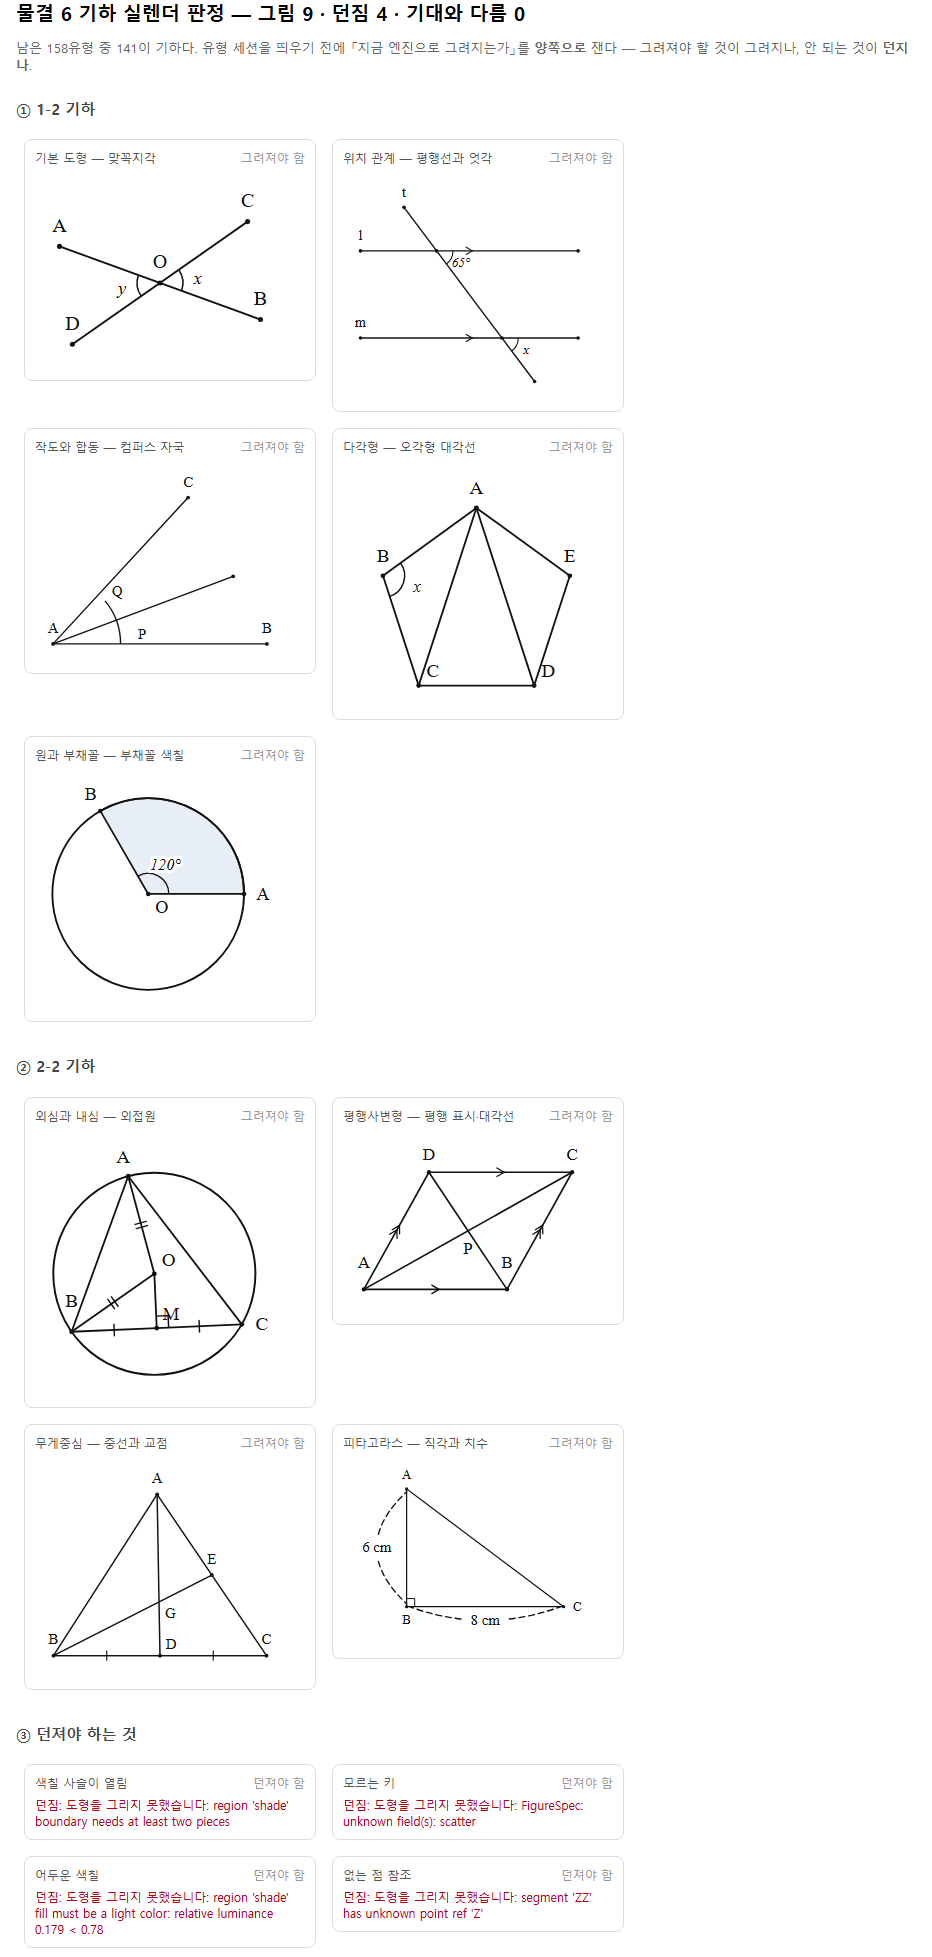 물결 6 기하 실렌더 판정 — 그림 9 · 던짐 4 · 기대와 다름 0
남은 158유형 중 141이 기하다. 유형 세션을 띄우기 전에 「지금 엔진으로 그려지는가」를 양쪽으로 잰다 — 그려져야 할 것이 그려지나, 안 되는 것이 던지
나.
① 1-2 기하
기본 도형 — 맞꼭지각 그려져야 함
C
A
O
x
y
B
D
위치 관계 — 평행선과 엇각 그려져야 함
t
l
65°
m
x
작도와 합동 — 컴퍼스 자국 그려져야 함
C
Q
A
P
B
다각형 — 오각형 대각선 그려져야 함
A
B
E
x
C
D
원과 부채꼴 — 부채꼴 색칠 그려져야 함
B
120°
A
O
② 2-2 기하
외심과 내심 — 외접원 그려져야 함
A
O
B
M
C
평행사변형 — 평행 표시·대각선 그려져야 함
D
C
P
A
B
무게중심 — 중선과 교점 그려져야 함
A
E
G
B
D
C
피타고라스 — 직각과 치수 그려져야 함
A
6 cm
B
8 cm
C
③ 던져야 하는 것
색칠 사슬이 열림 던져야 함
던짐: 도형을 그리지 못했습니다: region 'shade'
boundary needs at least two pieces
모르는 키 던져야 함
던짐: 도형을 그리지 못했습니다: FigureSpec:
unknown field(s): scatter
어두운 색칠 던져야 함
던짐: 도형을 그리지 못했습니다: region 'shade'
fill must be a light color: relative luminance
0.179 < 0.78
없는 점 참조 던져야 함
던짐: 도형을 그리지 못했습니다: segment 'ZZ'
has unknown point ref 'Z'